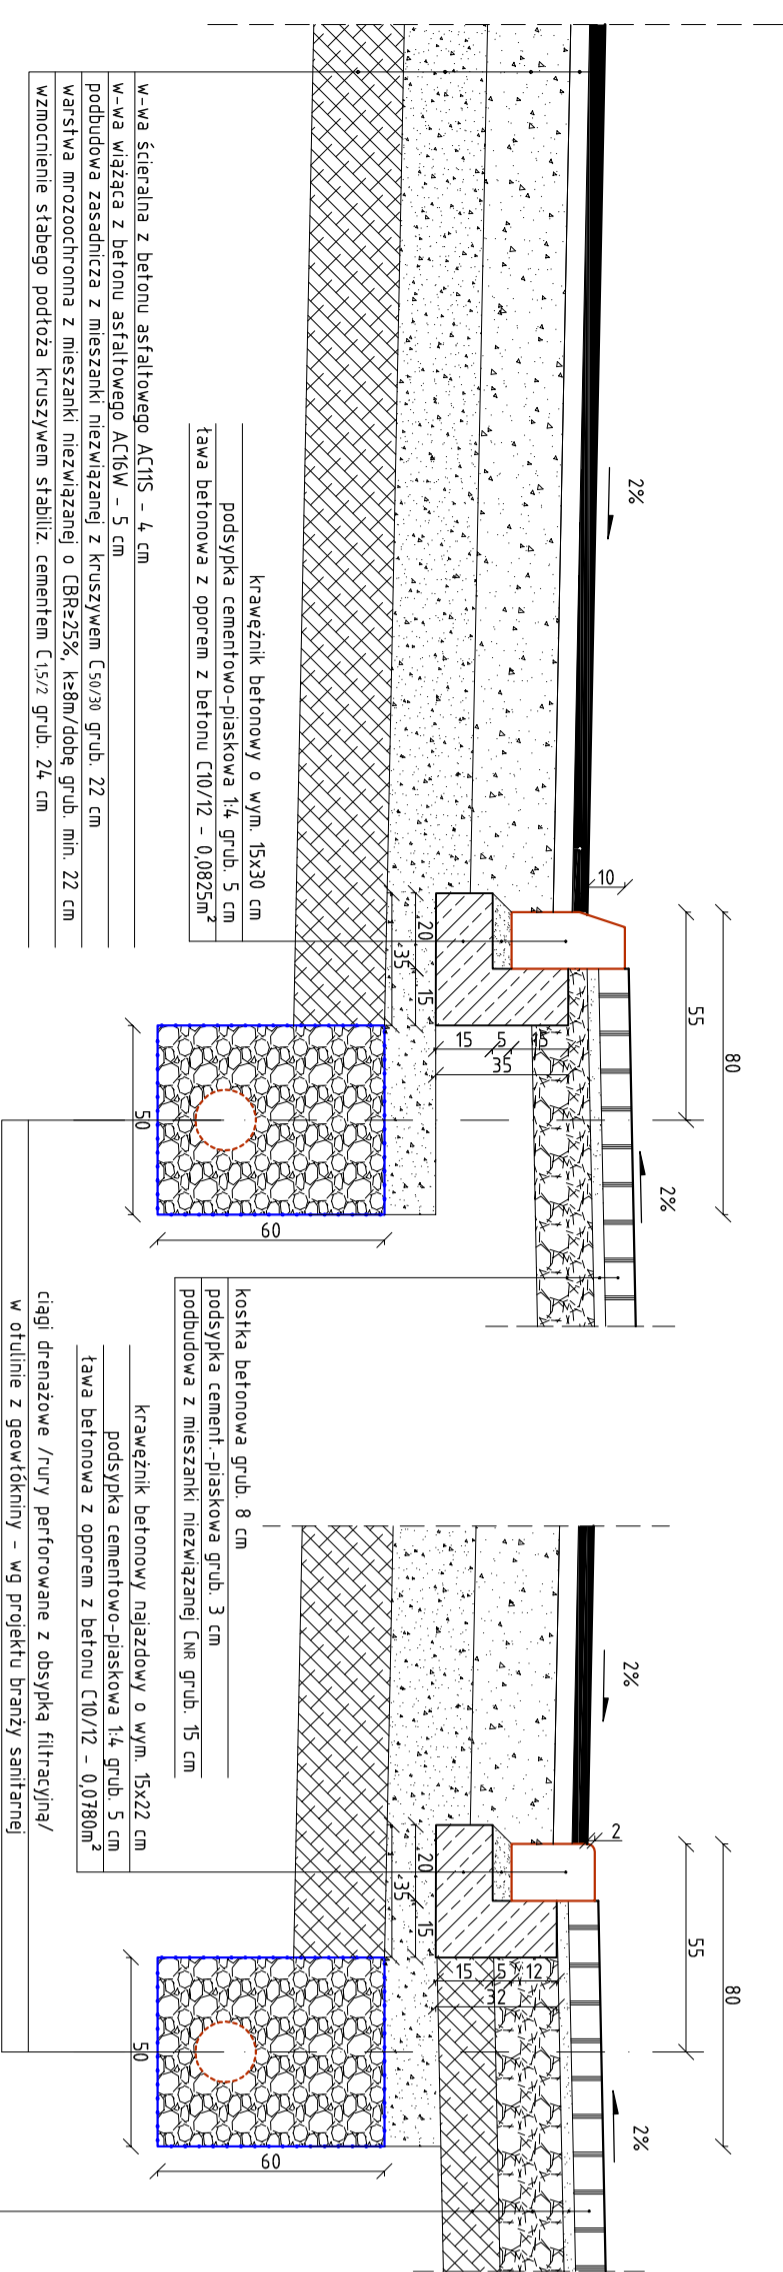 w-wa ścieralna z betonu asfaltowego AC11S - 4 cm
w-wa wiążąca z betonu asfaltowego AC16W - 5 cm
podbudowa zasadnicza z mieszanki niezwiązanej z kruszywem C50/30 grub. 22 cm
warstwa mrozoochronna z mieszanki niezwiązanej o CBR≥25%, k≥8m/dobę grub. min. 22 cm
wzmocnienie słabego podłoża kruszywem stabiliz. cementem C1,5/2 grub. 24 cm
krawężnik betonowy o wym. 15x30 cm
podsypka cementowo-piaskowa 1:4 grub. 5 cm
ława betonowa z oporem z betonu C10/12 - 0,0825m²
2%
10
55
80
20
15
35
15
5
15
35
2%
50
60
kostka betonowa grub. 8 cm
podsypka cement.-piaskowa grub. 3 cm
podbudowa z mieszanki niezwiązanej CNR grub. 15 cm
krawężnik betonowy najazdowy o wym. 15x22 cm
podsypka cementowo-piaskowa 1:4 grub. 5 cm
ława betonowa z oporem z betonu C10/12 - 0,0780m²
ciągi drenażowe /rury perforowane z obsypką filtracyjną/
w otulinie z geowłókniny - wg projektu branży sanitarnej
2%
2
55
80
20
15
35
15
5
12
32
2%
50
60